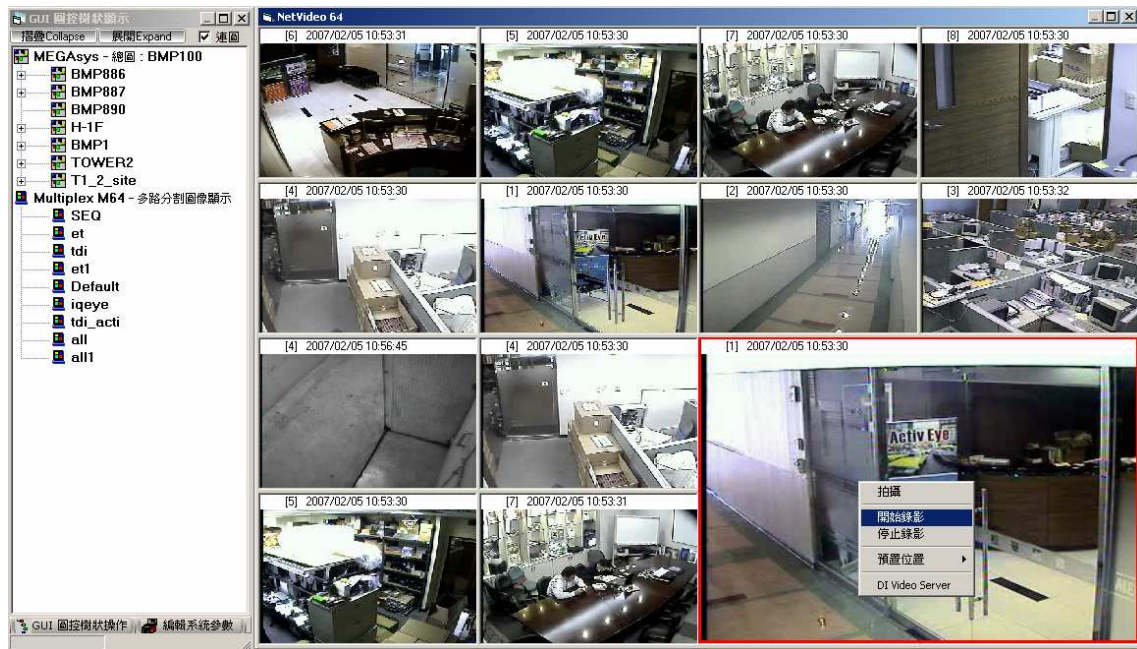 GUI 圖控樹狀顯示
摺疊Collapse 展開Expand 連圖
MEGAsys - 總圖 : BMP100
BMP886
BMP887
BMP890
H-1F
BMP1
TOWER2
T1_2_site
Multiplex M64 - 多路分割圖像顯示
SEQ
et
tdi
et1
Default
iqeye
tdi_acti
all
all1
GUI 圖控樹狀操作 編輯系統參數
NetVideo 64
[6] 2007/02/05 10:53:31
[5] 2007/02/05 10:53:30
[7] 2007/02/05 10:53:30
[8] 2007/02/05 10:53:30
[4] 2007/02/05 10:53:30
[1] 2007/02/05 10:53:30
[2] 2007/02/05 10:53:30
[3] 2007/02/05 10:53:32
[4] 2007/02/05 10:56:45
[4] 2007/02/05 10:53:30
[1] 2007/02/05 10:53:30
Activ Eye
拍攝
開始錄影
停止錄影
預置位置
DI Video Server
[5] 2007/02/05 10:53:30
[7] 2007/02/05 10:53:31